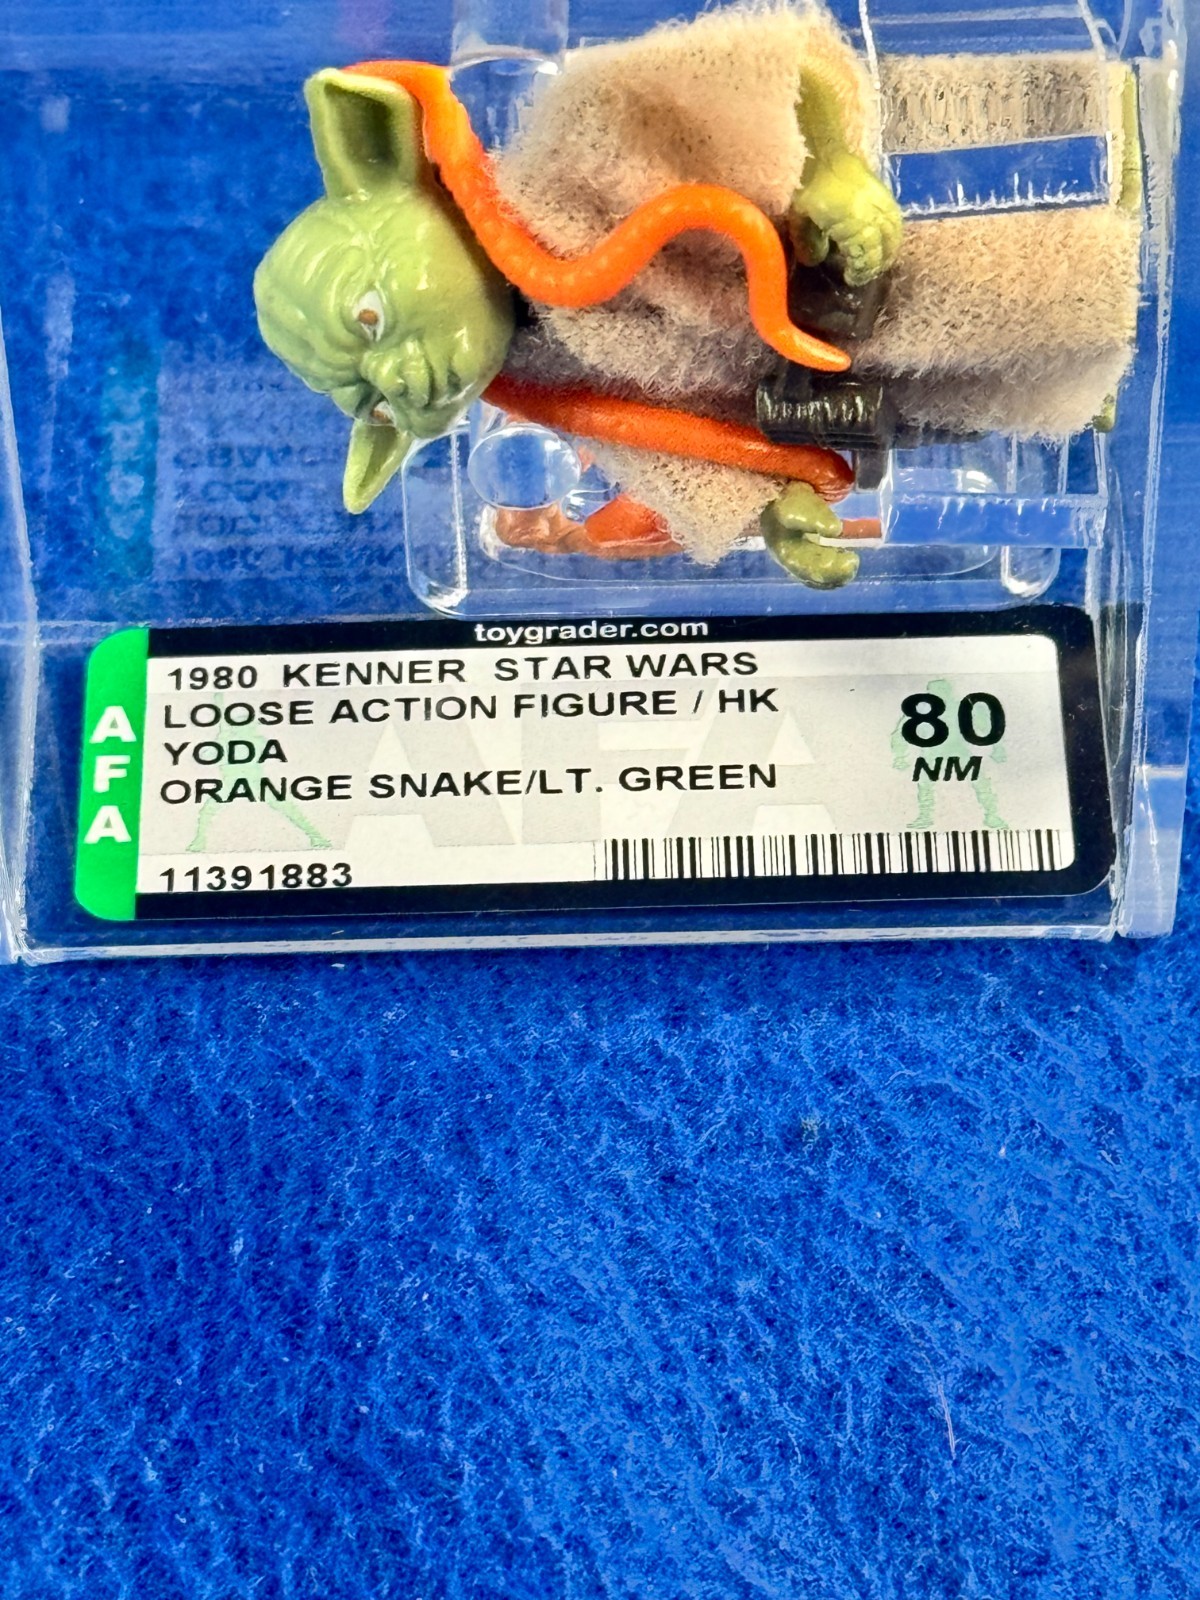 toygrader.com
AFA
1980 KENNER STAR WARS
LOOSE ACTION FIGURE / HK
YODA
ORANGE SNAKE/LT. GREEN
80
NM
11391883